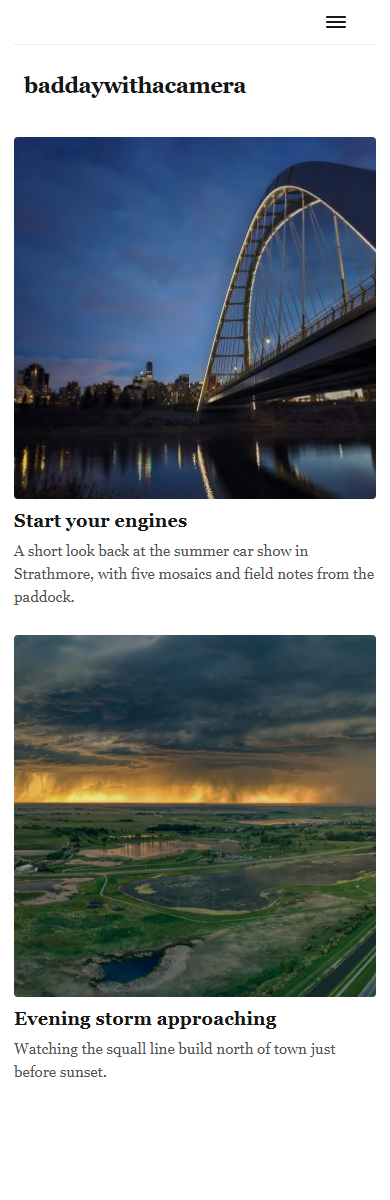 baddaywithacamera
Start your engines
A short look back at the summer car show in
Strathmore, with five mosaics and field notes from the
paddock.
Evening storm approaching
Watching the squall line build north of town just
before sunset.